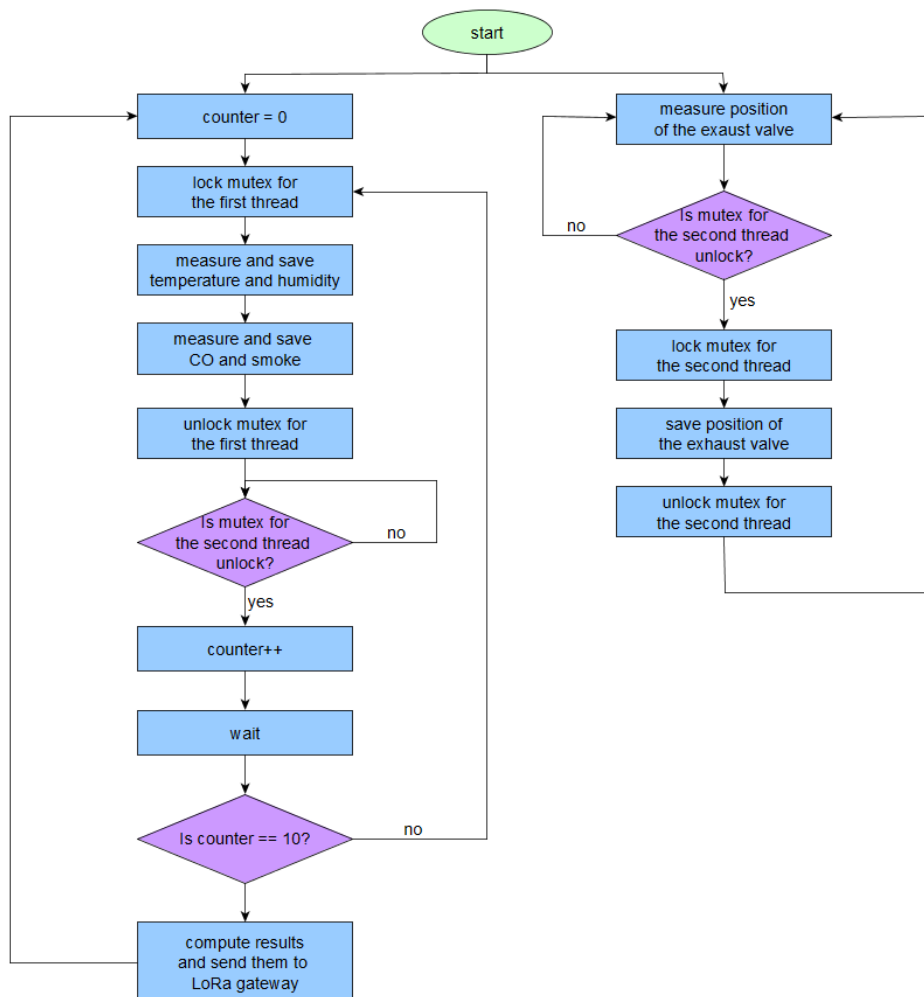 start
counter = 0
lock mutex for
the first thread
measure and save
temperature and humidity
measure and save
CO and smoke
unlock mutex for
the first thread
Is mutex for
the second thread
unlock?
no
yes
counter++
wait
Is counter == 10?
no
compute results
and send them to
LoRa gateway
measure position
of the exaust valve
Is mutex for
the second thread
unlock?
no
yes
lock mutex for
the second thread
save position of
the exhaust valve
unlock mutex for
the second thread